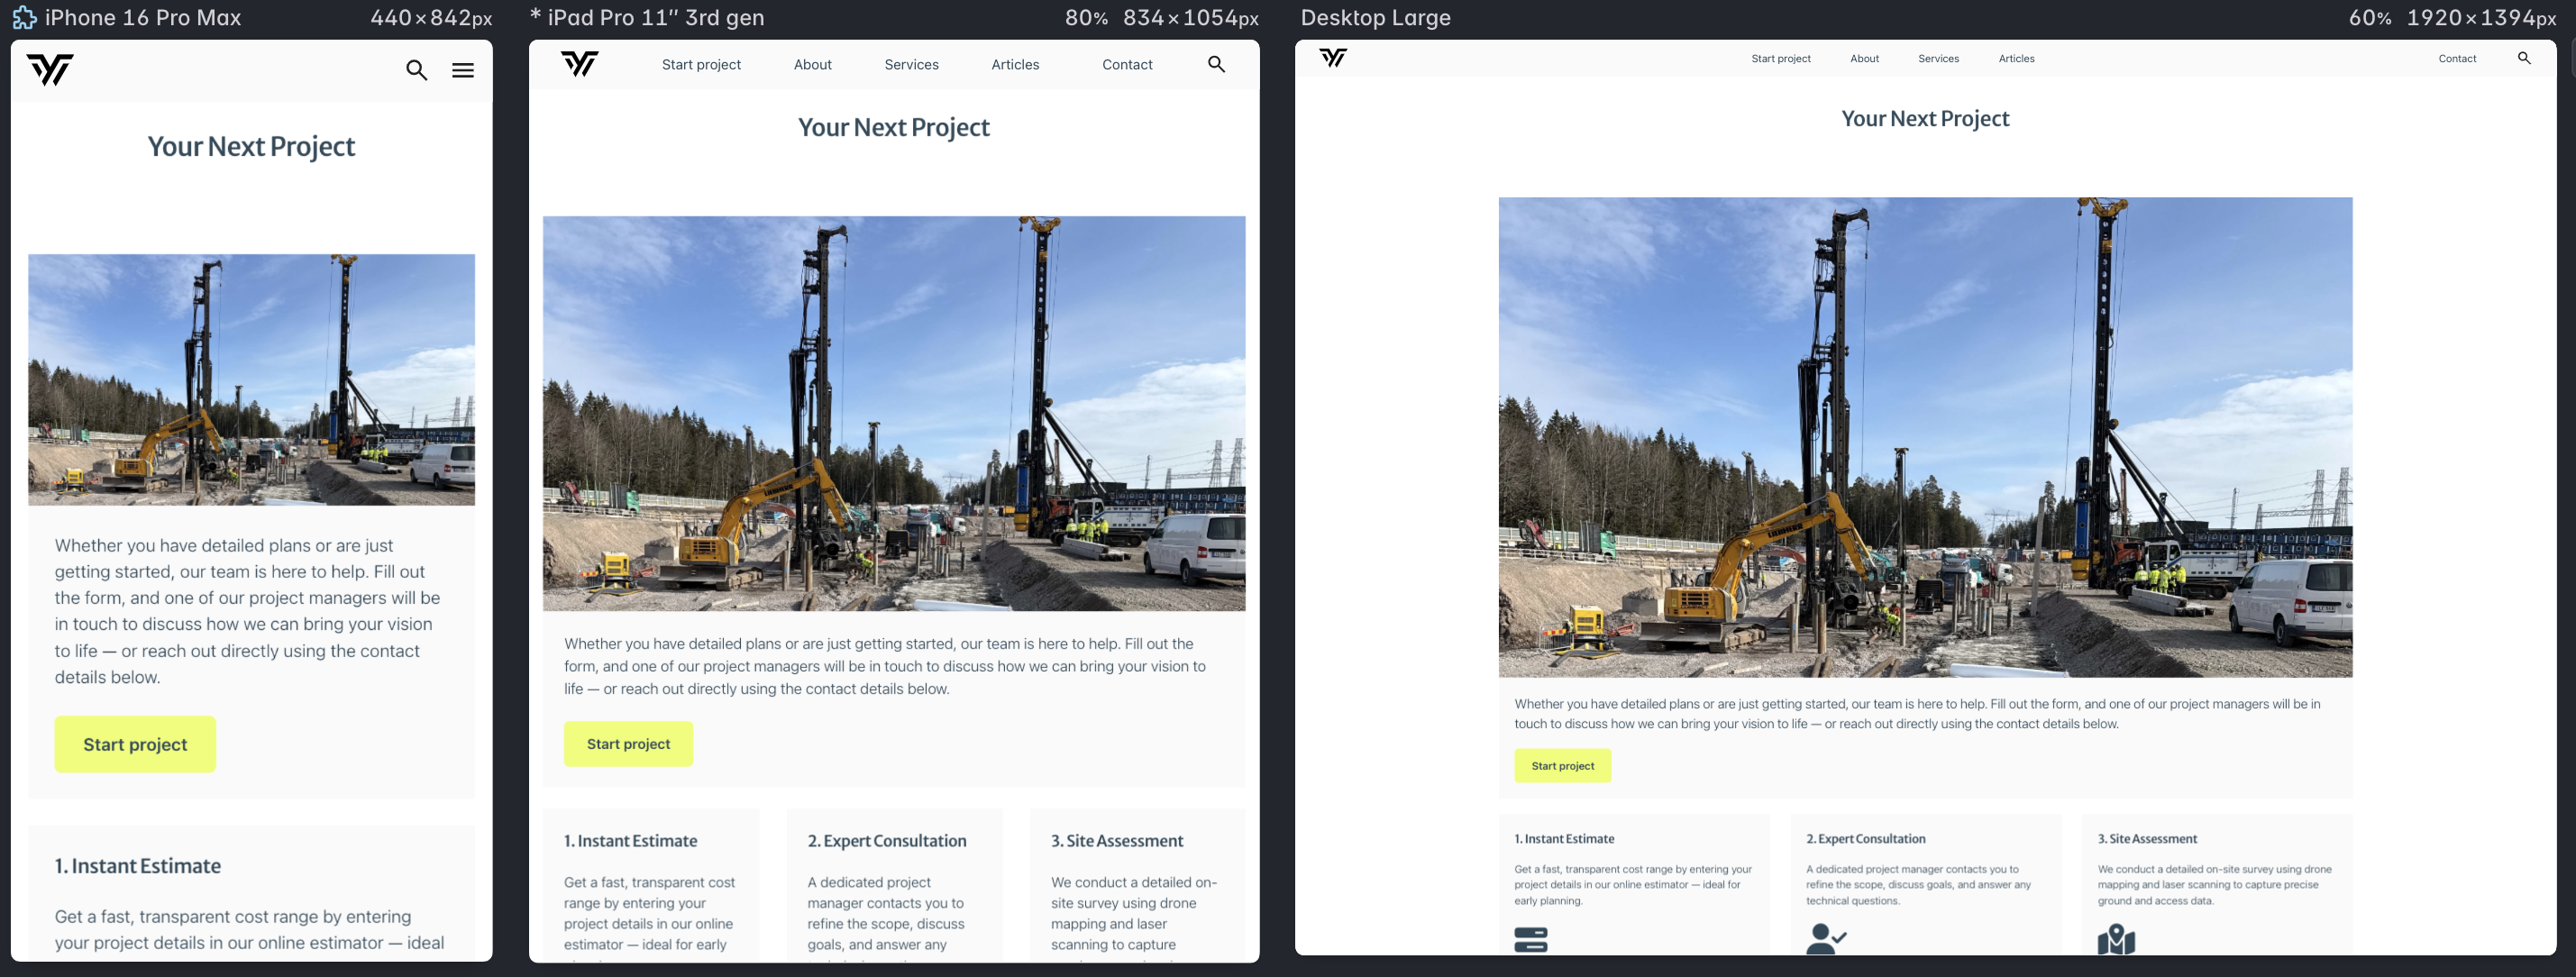 iPhone 16 Pro Max 440×842px
Your Next Project
Whether you have detailed plans or are just
getting started, our team is here to help. Fill out
the form, and one of our project managers will be
in touch to discuss how we can bring your vision
to life — or reach out directly using the contact
details below.
Start project
1. Instant Estimate
Get a fast, transparent cost range by entering
your project details in our online estimator — ideal
* iPad Pro 11″ 3rd gen 80% 834×1054px
Start project About Services Articles Contact
Your Next Project
Whether you have detailed plans or are just getting started, our team is here to help. Fill out the
form, and one of our project managers will be in touch to discuss how we can bring your vision to
life — or reach out directly using the contact details below.
Start project
1. Instant Estimate
Get a fast, transparent cost
range by entering your
project details in our online
estimator — ideal for early
2. Expert Consultation
A dedicated project
manager contacts you to
refine the scope, discuss
goals, and answer any
3. Site Assessment
We conduct a detailed on-
site survey using drone
mapping and laser
scanning to capture
Desktop Large 60% 1920×1394px
Start project About Services Articles Contact
Your Next Project
Whether you have detailed plans or are just getting started, our team is here to help. Fill out the form, and one of our project managers will be in
touch to discuss how we can bring your vision to life — or reach out directly using the contact details below.
Start project
1. Instant Estimate
Get a fast, transparent cost range by entering your
project details in our online estimator — ideal for
early planning.
2. Expert Consultation
A dedicated project manager contacts you to
refine the scope, discuss goals, and answer any
technical questions.
3. Site Assessment
We conduct a detailed on-site survey using drone
mapping and laser scanning to capture precise
ground and access data.